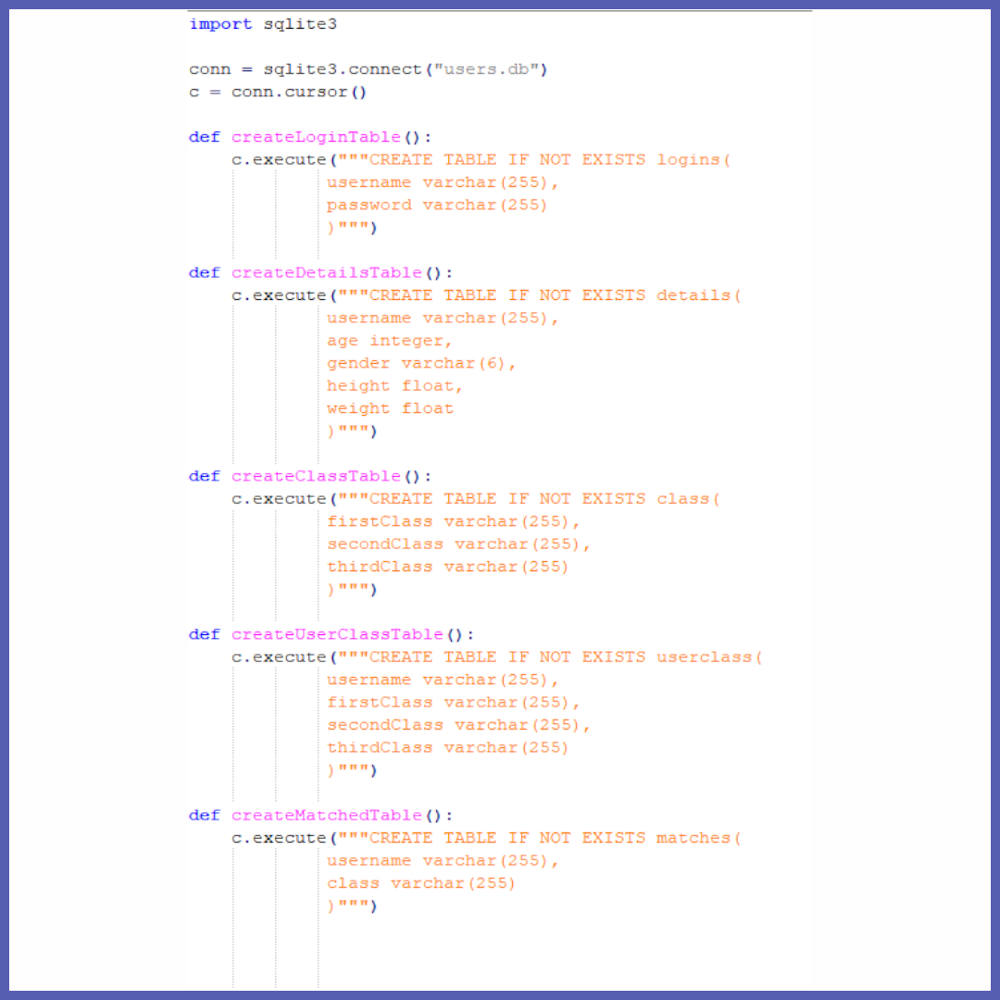 import sqlite3
conn = sqlite3.connect("users.db")
c = conn.cursor()
def createLoginTable():
c.execute("""CREATE TABLE IF NOT EXISTS logins(
username varchar(255),
password varchar(255)
)""")
def createDetailsTable():
c.execute("""CREATE TABLE IF NOT EXISTS details(
username varchar(255),
age integer,
gender varchar(6),
height float,
weight float
)""")
def createClassTable():
c.execute("""CREATE TABLE IF NOT EXISTS class(
firstClass varchar(255),
secondClass varchar(255),
thirdClass varchar(255)
)""")
def createUserClassTable():
c.execute("""CREATE TABLE IF NOT EXISTS userclass(
username varchar(255),
firstClass varchar(255),
secondClass varchar(255),
thirdClass varchar(255)
)""")
def createMatchedTable():
c.execute("""CREATE TABLE IF NOT EXISTS matches(
username varchar(255),
class varchar(255)
)""")